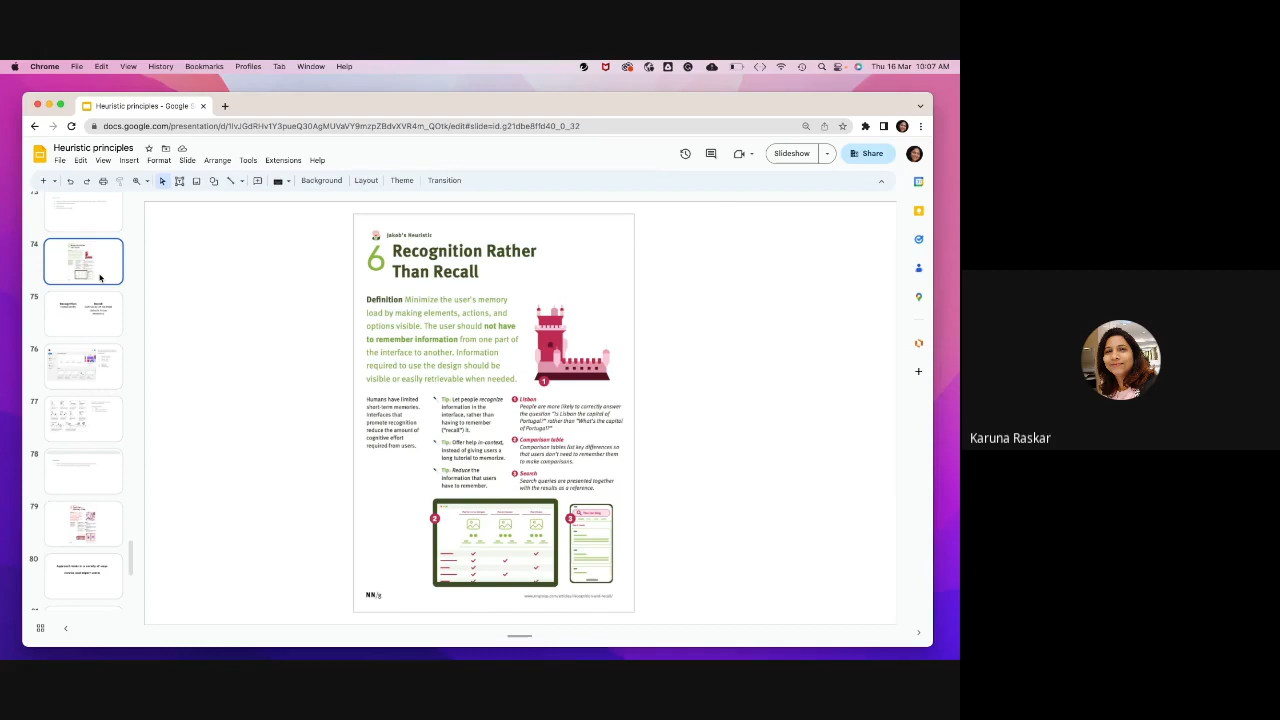 Chrome File Edit View History Bookmarks Profiles Tab Window Help
Thu 16 Mar 10:07 AM
Heuristic principles - Google S
docs.google.com/presentation/d/1lvJGdRHv1Y3pueQ30AgMUVaVY9mzpZBdvXVR4m_QOtk/edit#slide=id.g21dbe8ffd40_0_32
Heuristic principles
File Edit View Insert Format Slide Arrange Tools Extensions Help
Slideshow
Share
Background Layout Theme Transition
73
74
75
Recognition
Recall
76
77
78
79
80
Jakob's Heuristic
6 Recognition Rather
Than Recall
Definition Minimize the user's memory
load by making elements, actions, and
options visible. The user should not have
to remember information from one part of
the interface to another. Information
required to use the design should be
visible or easily retrievable when needed.
1
Humans have limited
short-term memories.
Interfaces that
promote recognition
reduce the amount of
cognitive effort
required from users.
Tip: Let people recognize
information in the
interface, rather than
having to remember
("recall") it.
Tip: Offer help in-context,
instead of giving users a
long tutorial to memorize.
Tip: Reduce the
information that users
have to remember.
1 Lisbon
People are more likely to correctly answer
the question "Is Lisbon the capital of
Portugal?" rather than "What's the capital
of Portugal?"
2 Comparison table
Comparison tables list key differences so
that users don't need to remember them
to make comparisons.
3 Search
Search queries are presented together
with the results as a reference.
2
3
NN/g
Karuna Raskar